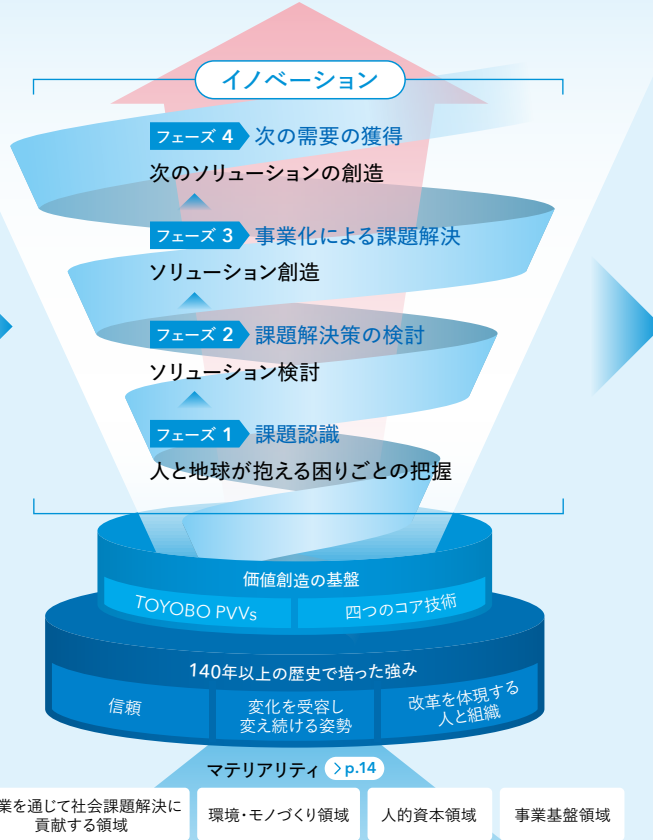 イノベーション
フェーズ 4 次の需要の獲得
次のソリューションの創造
フェーズ 3 事業化による課題解決
ソリューション創造
フェーズ 2 課題解決策の検討
ソリューション検討
フェーズ 1 課題認識
人と地球が抱える困りごとの把握
価値創造の基盤
TOYOBO PVVs 四つのコア技術
140年以上の歴史で培った強み
信頼
変化を受容し
変え続ける姿勢
改革を体現する
人と組織
マテリアリティ >p.14
業を通じて社会課題解決に
貢献する領域
環境・モノづくり領域
人的資本領域
事業基盤領域